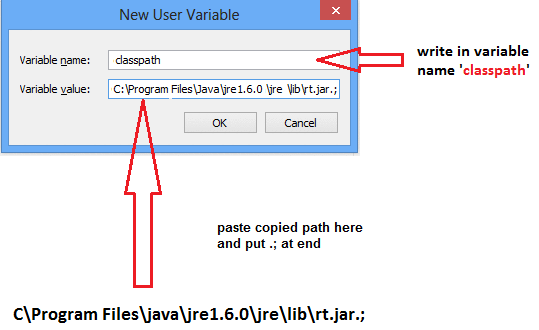 New User Variable
Variable name: classpath
Variable value: C:\Program Files\Java\jre1.6.0 \jre \lib\rt.jar.;
OK Cancel
write in variable
name 'classpath'
paste copied path here
and put .; at end
C\Program Files\java\jre1.6.0\jre\lib\rt.jar.;